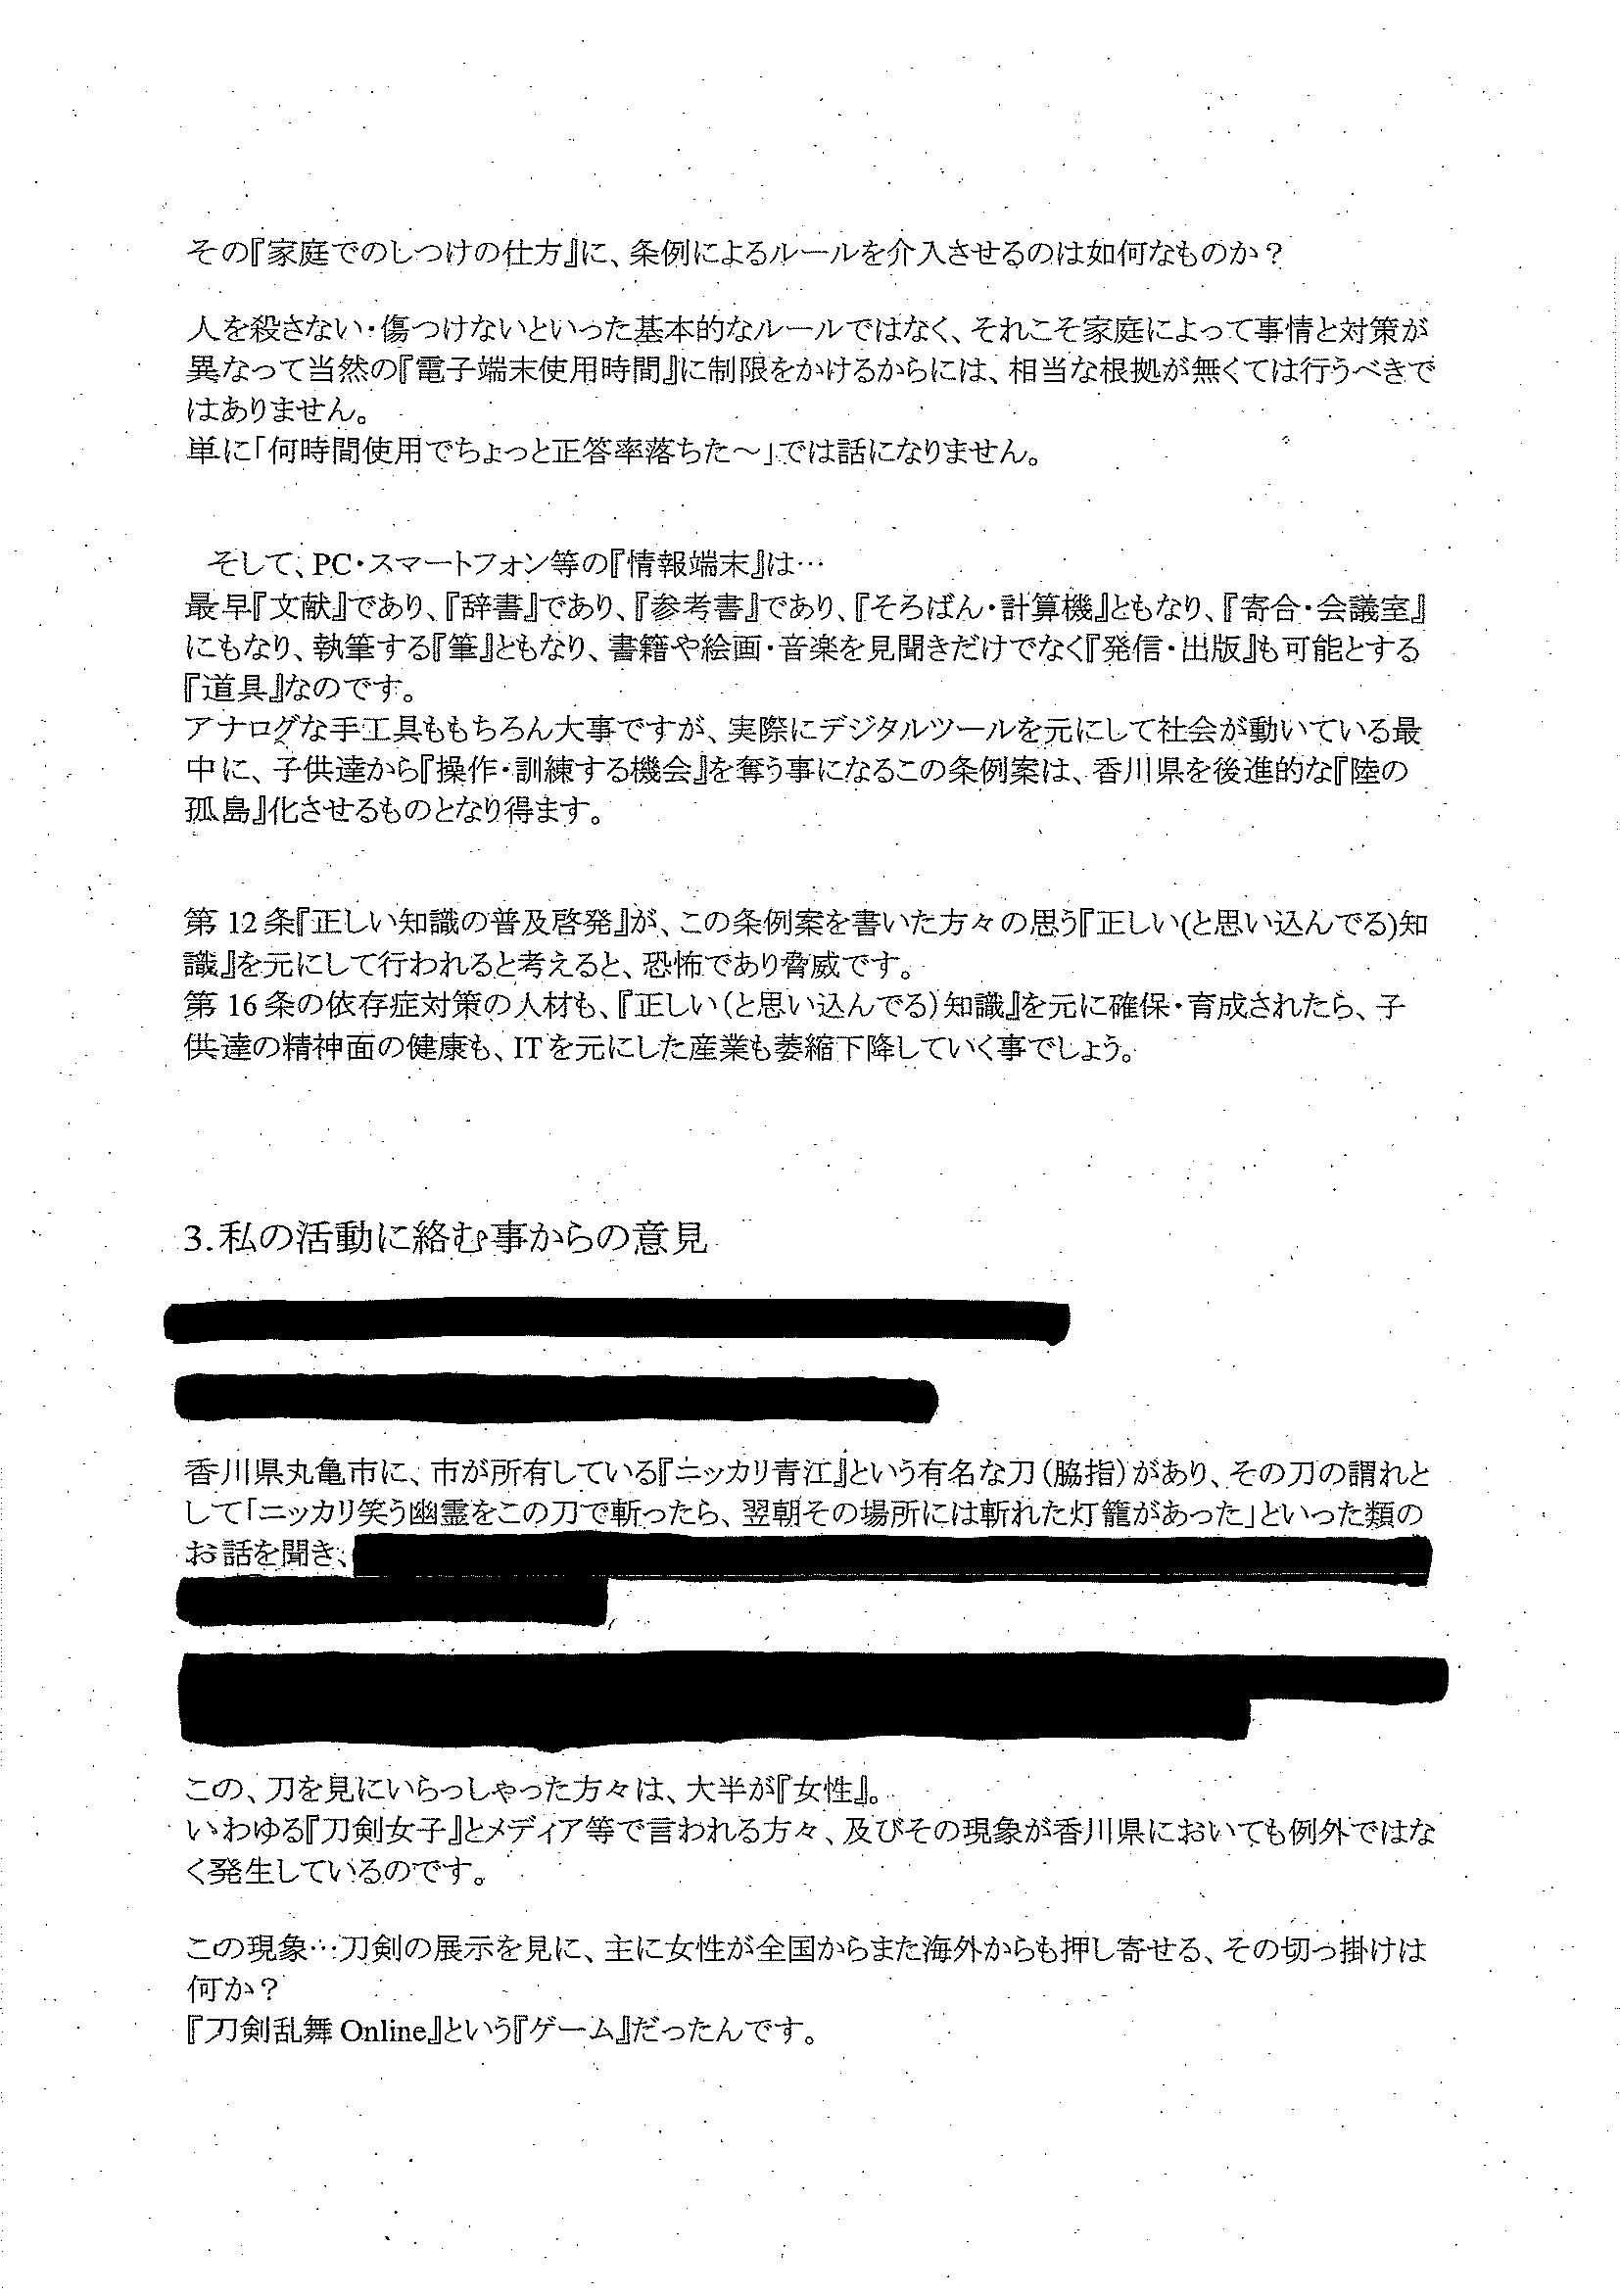 その『家庭でのしつけの仕方』に、条例によるルールを介入させるのは如何なものか？
人を殺さない・傷つけないといった基本的なルールではなく、それこそ家庭によって事情と対策が
異なって当然の『電子端末使用時間』に制限をかけるからには、相当な根拠が無くては行うべきで
はありません。
単に「何時間使用でちょっと正答率落ちた～」では話になりません。
そして、PC・スマートフォン等の『情報端末』は…
最早『文献』であり、『辞書』であり、『参考書』であり、『そろばん・計算機』ともなり、『寄合・会議室』
にもなり、執筆する『筆』ともなり、書籍や絵画・音楽を見聞きだけでなく『発信・出版』も可能とする
『道具』なのです。
アナログな手工具ももちろん大事ですが、実際にデジタルツールを元にして社会が動いている最
中に、子供達から『操作・訓練する機会』を奪う事になるこの条例案は、香川県を後進的な『陸の
孤島』化させるものとなり得ます。
第 12 条『正しい知識の普及啓発』が、この条例案を書いた方々の思う『正しい(と思い込んでる)知
識』を元にして行われると考えると、恐怖であり脅威です。
第 16 条の依存症対策の人材も、『正しい(と思い込んでる)知識』を元に確保・育成されたら、子
供達の精神面の健康も、IT を元にした産業も萎縮下降していく事でしょう。
3.私の活動に絡む事からの意見
香川県丸亀市に、市が所有している『ニッカリ青江』という有名な刀（脇指）があり、その刀の謂れと
して「ニッカリ笑う幽霊をこの刀で斬ったら、翌朝その場所には斬れた灯籠があった」といった類の
お話を聞き、
この、刀を見にいらっしゃった方々は、大半が『女性』。
いわゆる『刀剣女子』とメディア等で言われる方々、及びその現象が香川県においても例外ではな
く発生しているのです。
この現象…刀剣の展示を見に、主に女性が全国からまた海外からも押し寄せる、その切っ掛けは
何か？
『刀剣乱舞 Online』という『ゲーム』だったんです。